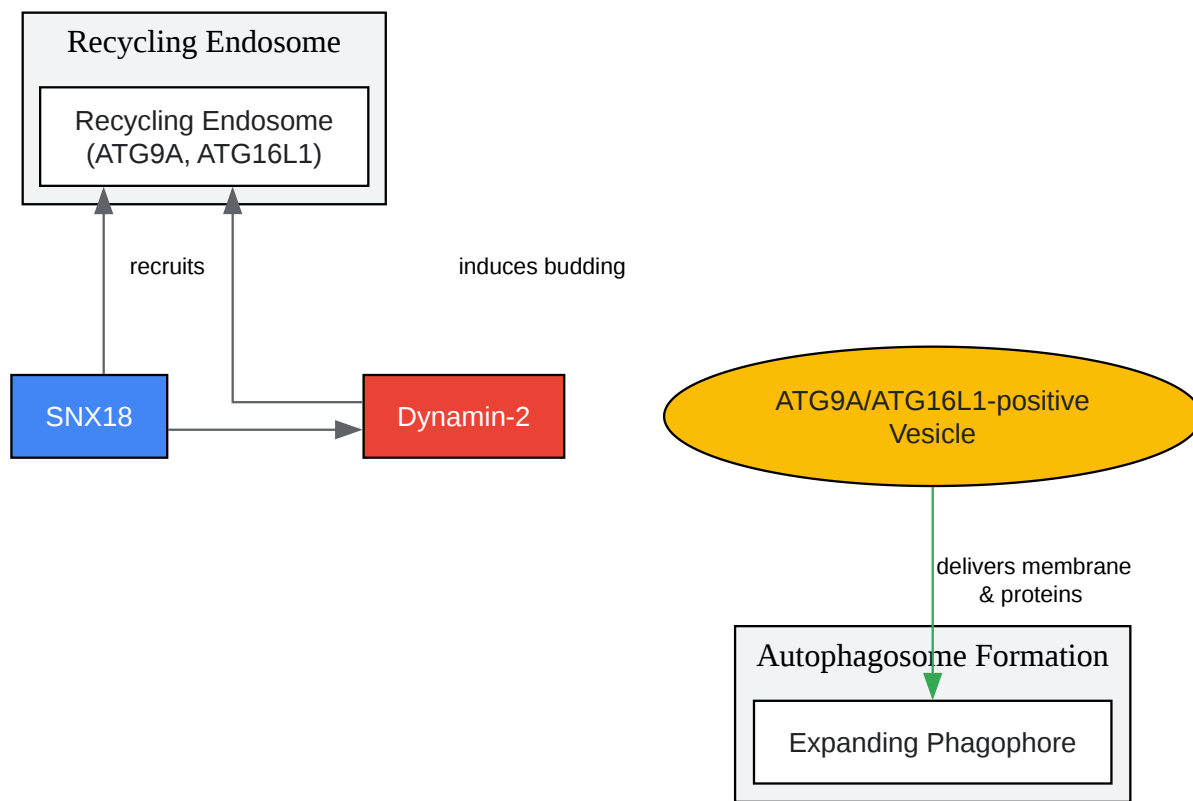 Recycling Endosome
Recycling Endosome
(ATG9A, ATG16L1)
recruits
induces budding
SNX18
Dynamin-2
ATG9A/ATG16L1-positive
Vesicle
delivers membrane
& proteins
Autophagosome Formation
Expanding Phagophore